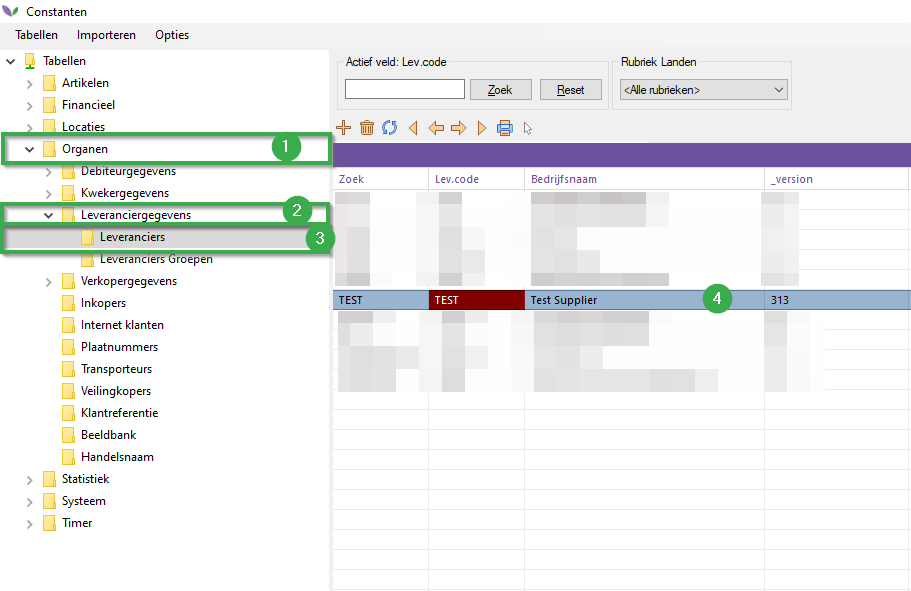 Constanten
Tabellen Importeren Opties
Tabellen
Artikelen
Financieel
Locaties
Organen 1
Debiteurgegevens
Kwekergegevens
Leveranciergegevens 2
Leveranciers 3
Leveranciers Groepen
Verkopergegevens
Inkopers
Internet klanten
Plaatnummers
Transporteurs
Veilingkopers
Klantreferentie
Beeldbank
Handelsnaam
Statistiek
Systeem
Timer
Actief veld: Lev.code
Zoek Reset
Rubriek Landen
<Alle rubrieken>
Zoek Lev.code Bedrijfsnaam _version
TEST TEST Test Supplier 4 313